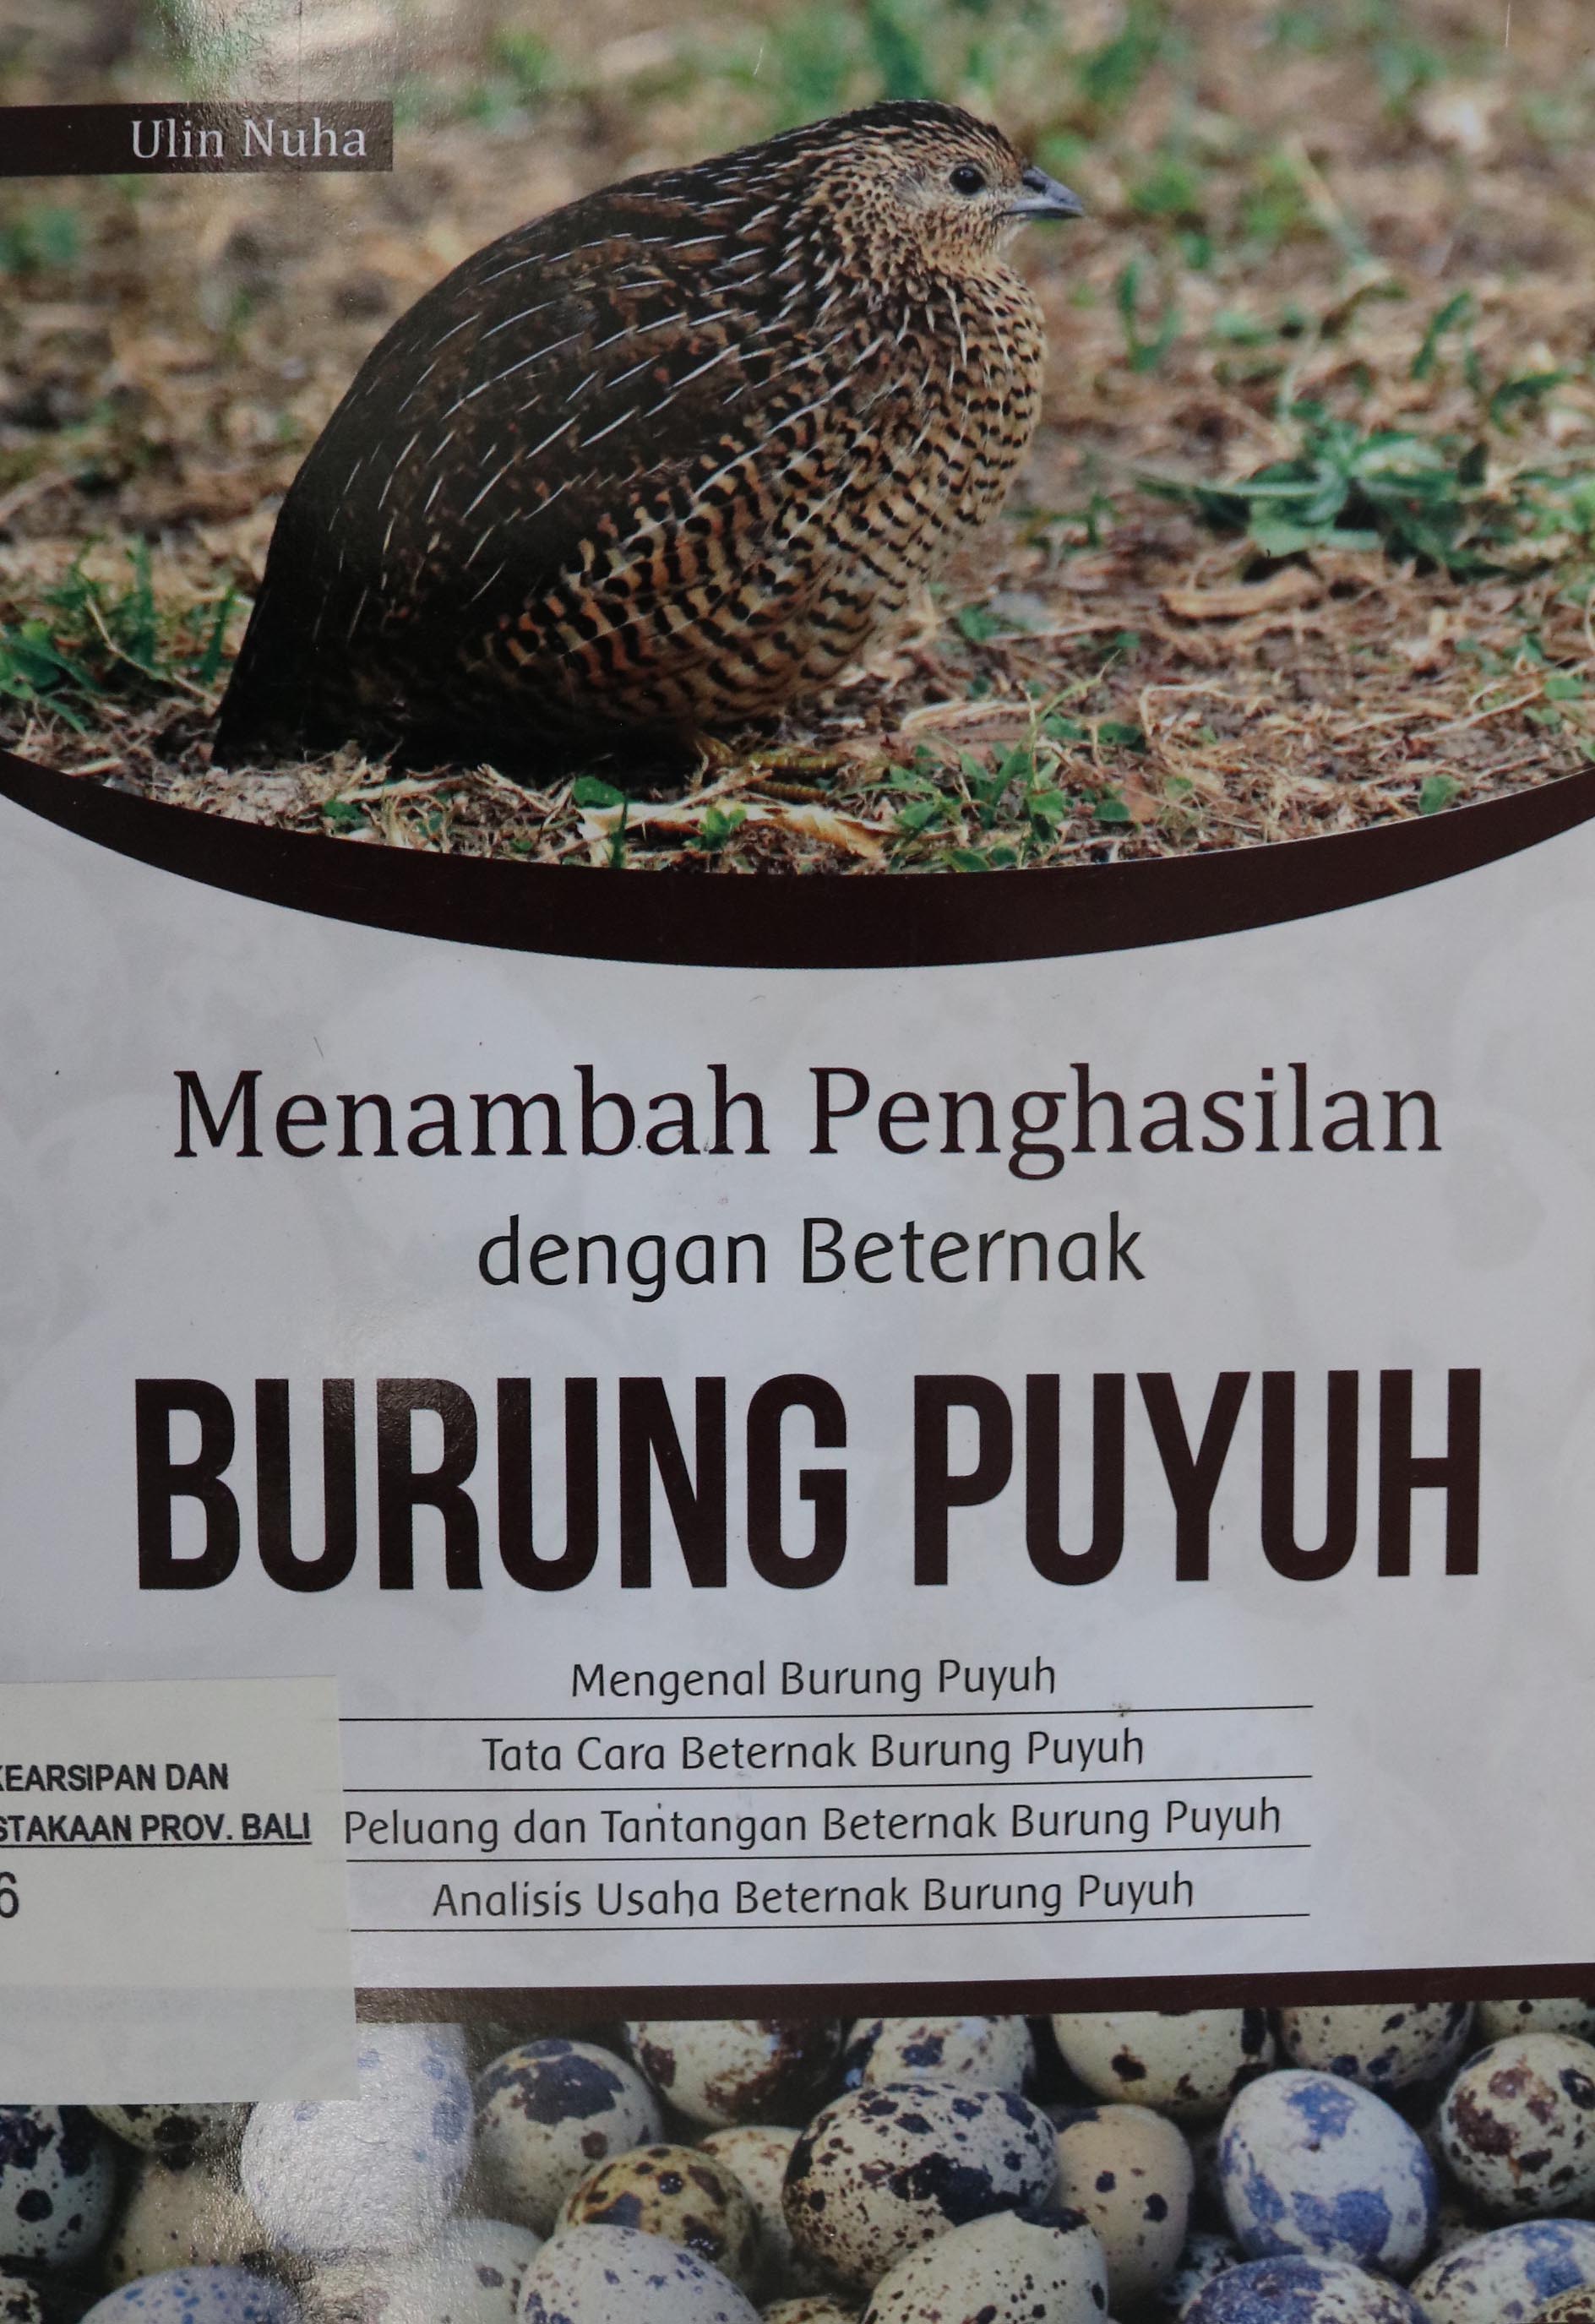 Ulin Nuha
Menambah Penghasilan
dengan Beternak
BURUNG PUYUH
Mengenal Burung Puyuh
Tata Cara Beternak Burung Puyuh
Peluang dan Tantangan Beternak Burung Puyuh
Analisis Usaha Beternak Burung Puyuh
KEARSIPAN DAN
STAKAAN PROV. BALI
6